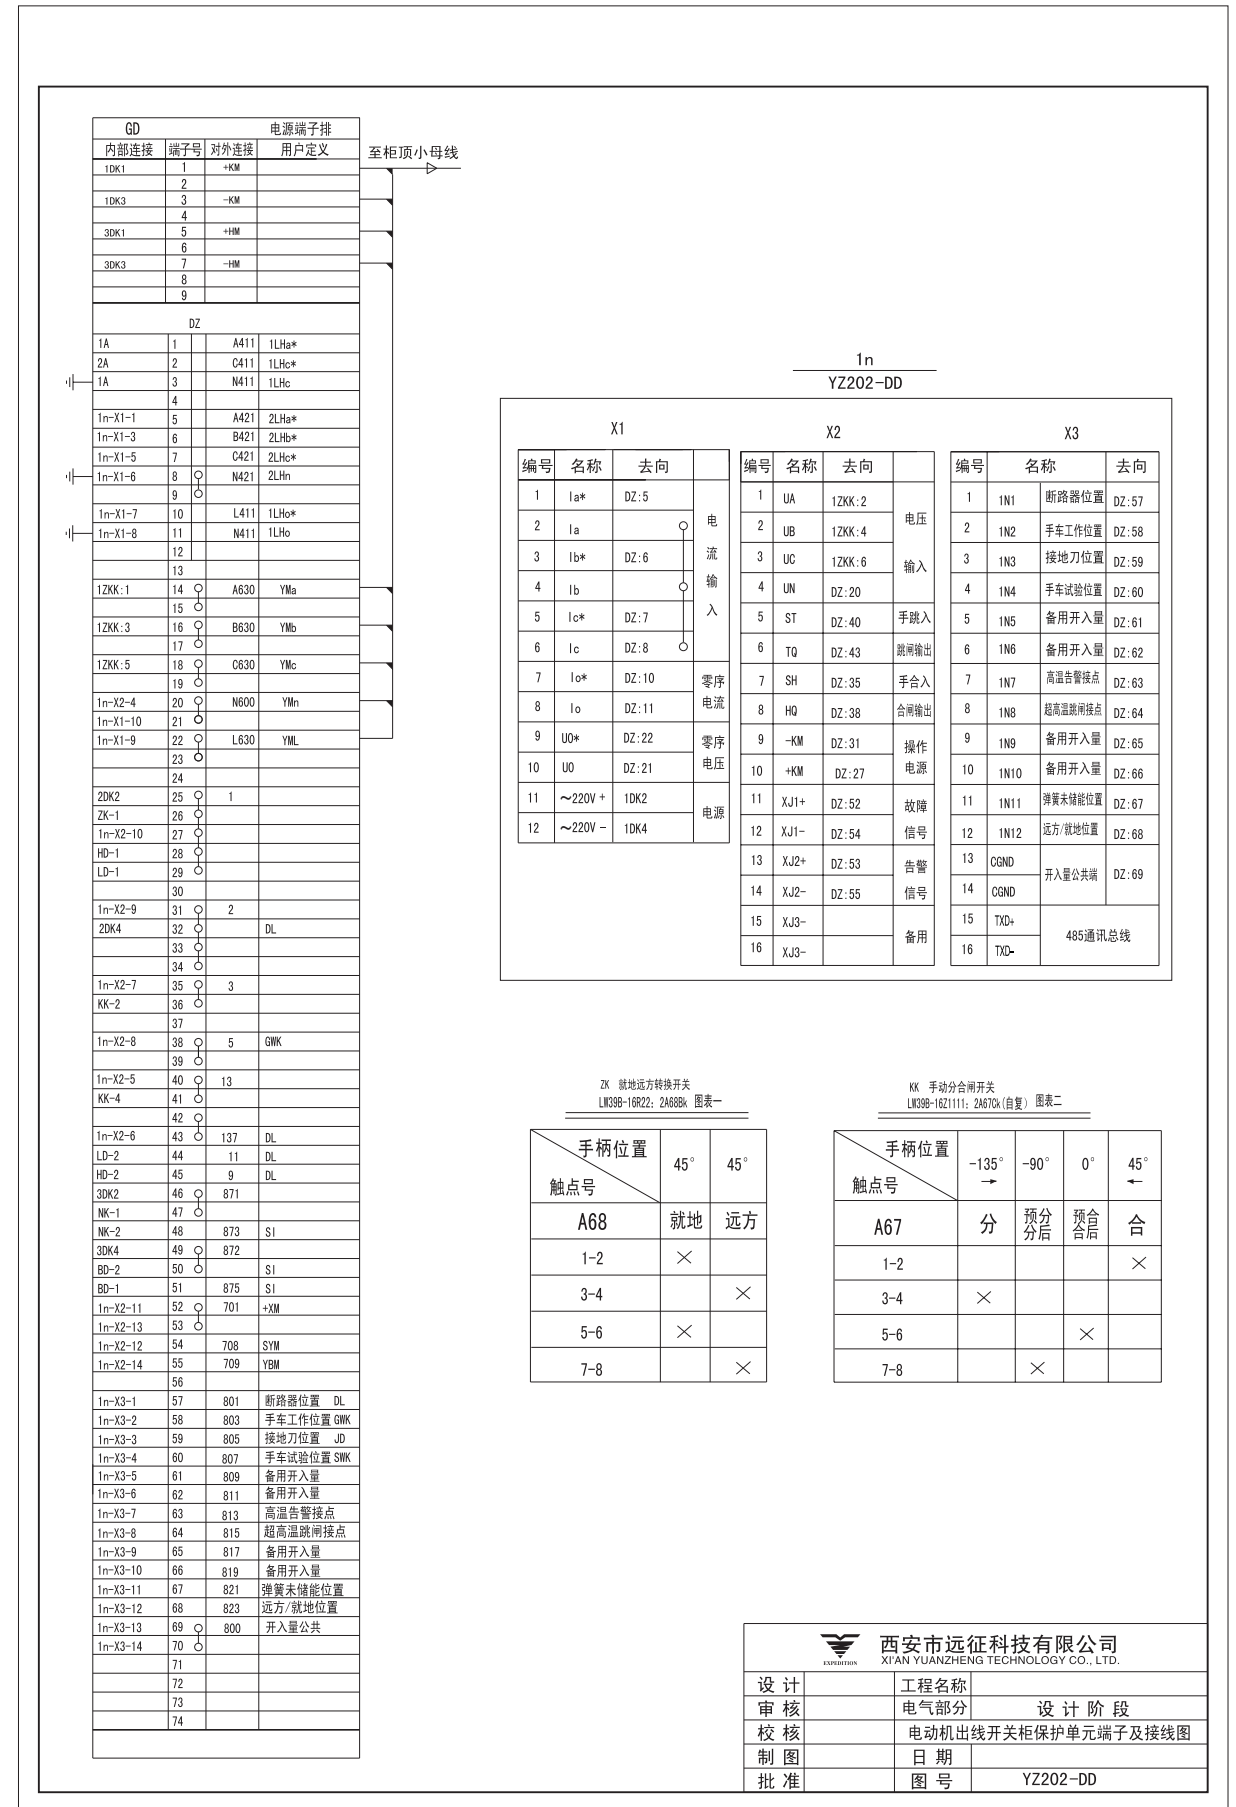 GD 电源端子排
内部连接 端子号 对外连接 用户定义
1DK1 1 +KM
2
1DK3 3 -KM
4
3DK1 5 +HM
6
3DK3 7 -HM
8
9
至柜顶小母线
DZ
1A 1 A411 1LHa*
2A 2 C411 1LHc*
1A 3 N411 1LHc
4
1n-X1-1 5 A421 2LHa*
1n-X1-3 6 B421 2LHb*
1n-X1-5 7 C421 2LHc*
1n-X1-6 8 N421 2LHn
9
1n-X1-7 10 L411 1LHo*
1n-X1-8 11 N411 1LHo
12
13
1ZKK:1 14 A630 YMa
15
1ZKK:3 16 B630 YMb
17
1ZKK:5 18 C630 YMc
19
1n-X2-4 20 N600 YMn
1n-X1-10 21
1n-X1-9 22 L630 YML
23
24
2DK2 25 1
ZK-1 26
1n-X2-10 27
HD-1 28
LD-1 29
30
1n-X2-9 31 2
2DK4 32 DL
33
34
1n-X2-7 35 3
KK-2 36
37
1n-X2-8 38 5 GWK
39
1n-X2-5 40 13
KK-4 41
42
1n-X2-6 43 137 DL
LD-2 44 11 DL
HD-2 45 9 DL
3DK2 46 871
NK-1 47
NK-2 48 873 SI
3DK4 49 872
BD-2 50 SI
BD-1 51 875 SI
1n-X2-11 52 701 +XM
1n-X2-13 53
1n-X2-12 54 708 SYM
1n-X2-14 55 709 YBM
56
1n-X3-1 57 801 断路器位置 DL
1n-X3-2 58 803 手车工作位置 GWK
1n-X3-3 59 805 接地刀位置 JD
1n-X3-4 60 807 手车试验位置 SWK
1n-X3-5 61 809 备用开入量
1n-X3-6 62 811 备用开入量
1n-X3-7 63 813 高温告警接点
1n-X3-8 64 815 超高温跳闸接点
1n-X3-9 65 817 备用开入量
1n-X3-10 66 819 备用开入量
1n-X3-11 67 821 弹簧未储能位置
1n-X3-12 68 823 远方/就地位置
1n-X3-13 69 800 开入量公共
1n-X3-14 70
71
72
73
74
1n
YZ202-DD
X1
编号 名称 去向
1 Ia* DZ:5
2 Ia
3 Ib* DZ:6
4 Ib
5 Ic* DZ:7
6 Ic DZ:8
电流输入
7 Io* DZ:10
8 Io DZ:11
零序电流
9 U0* DZ:22
10 U0 DZ:21
零序电压
11 ～220V + 1DK2
12 ～220V - 1DK4
电源
X2
编号 名称 去向
1 UA 1ZKK:2
2 UB 1ZKK:4
3 UC 1ZKK:6
4 UN DZ:20
电压输入
5 ST DZ:40 手跳入
6 TQ DZ:43 跳闸输出
7 SH DZ:35 手合入
8 HQ DZ:38 合闸输出
9 -KM DZ:31
10 +KM DZ:27
操作电源
11 XJ1+ DZ:52
12 XJ1- DZ:54
故障信号
13 XJ2+ DZ:53
14 XJ2- DZ:55
告警信号
15 XJ3-
16 XJ3-
备用
X3
编号 名称 去向
1 1N1 断路器位置 DZ:57
2 1N2 手车工作位置 DZ:58
3 1N3 接地刀位置 DZ:59
4 1N4 手车试验位置 DZ:60
5 1N5 备用开入量 DZ:61
6 1N6 备用开入量 DZ:62
7 1N7 高温告警接点 DZ:63
8 1N8 超高温跳闸接点 DZ:64
9 1N9 备用开入量 DZ:65
10 1N10 备用开入量 DZ:66
11 1N11 弹簧未储能位置 DZ:67
12 1N12 远方/就地位置 DZ:68
13 CGND
14 CGND
开入量公共端 DZ:69
15 TXD+
16 TXD-
485通讯总线
ZK 就地远方转换开关
LW39B-16R22: 2A68Bk 图表一
手柄位置 45° 45°
触点号
A68 就地 远方
1-2 ×
3-4 ×
5-6 ×
7-8 ×
KK 手动分合闸开关
LW39B-16Z1111: 2A67Ck(自复) 图表二
手柄位置 -135° → -90° 0° 45° ←
触点号
A67 分 预分分后 预合合后 合
1-2 ×
3-4 ×
5-6 ×
7-8 ×
EXPEDITION
西安市远征科技有限公司
XI'AN YUANZHENG TECHNOLOGY CO., LTD.
设 计 工程名称
审 核 电气部分 设 计 阶 段
校 核 电动机出线开关柜保护单元端子及接线图
制 图 日 期
批 准 图 号 YZ202-DD